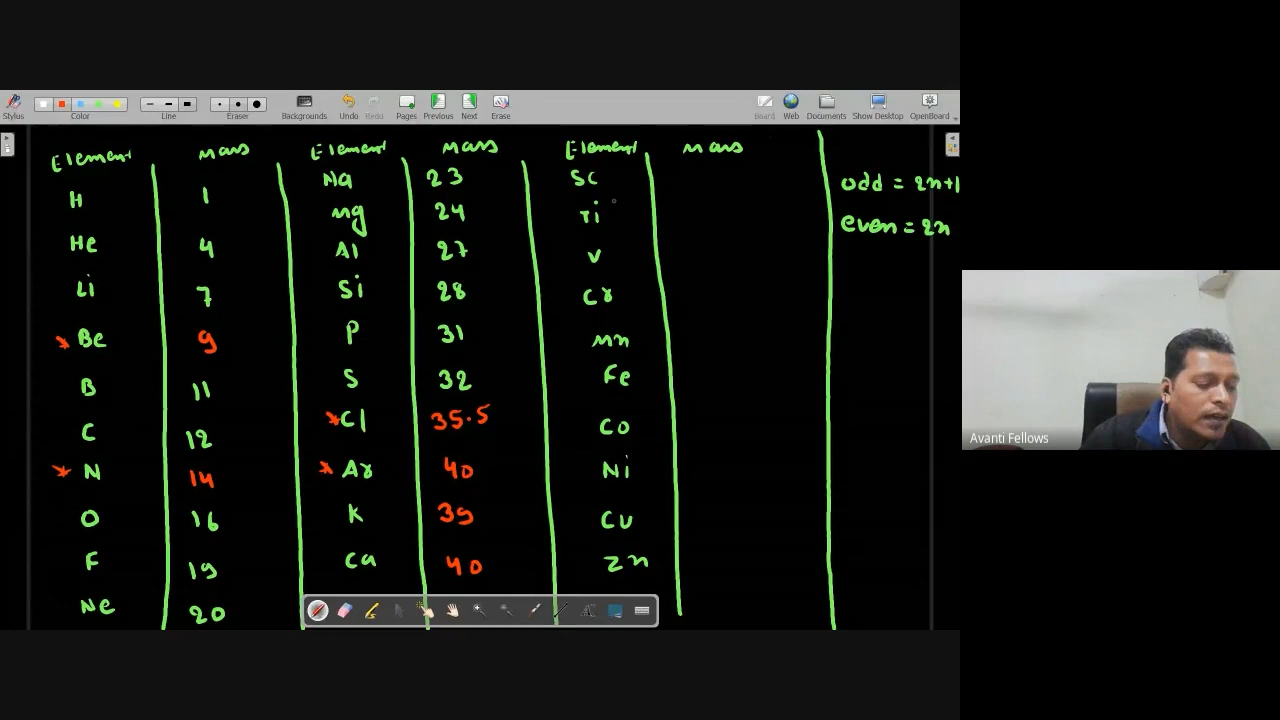 Stylus Color Line Eraser Backgrounds Undo Redo Pages Previous Next Erase Board Web Documents Show Desktop OpenBoard
Element mass Element mass Element mass
H 1 Na 23 Sc odd = 2n+1
He 4 mg 24 Ti even = 2n
Li 7 Al 27 V
* Be 9 Si 28 Cr
B 11 P 31 mn
C 12 S 32 Fe
* N 14 * Cl 35.5 Co
O 16 * Ar 40 Ni
F 19 K 39 Cu
Ne 20 Ca 40 Zn
Avanti Fellows